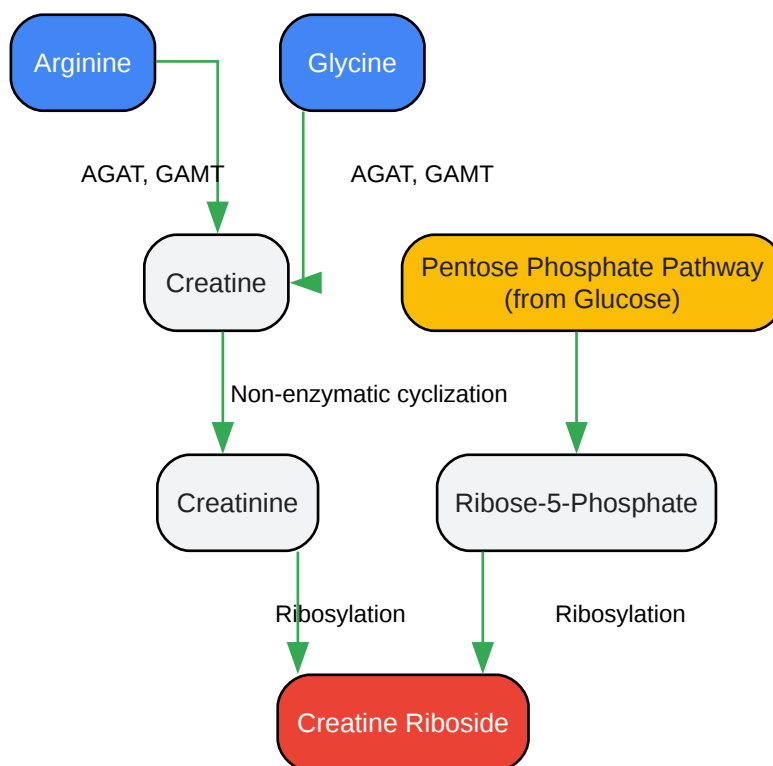 Arginine
Glycine
AGAT, GAMT
AGAT, GAMT
Creatine
Pentose Phosphate Pathway
(from Glucose)
Non-enzymatic cyclization
Creatinine
Ribose-5-Phosphate
Ribosylation
Ribosylation
Creatine Riboside